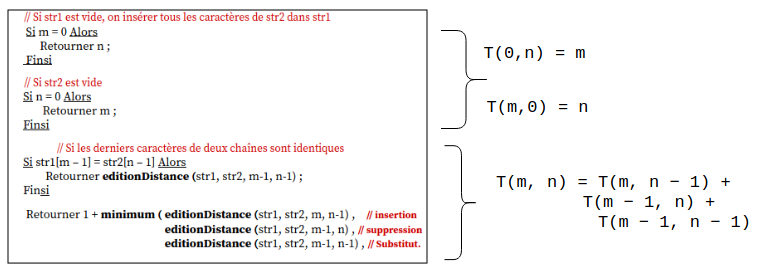 // Si str1 est vide, on insérer tous les caractères de str2 dans str1
Si m = 0 Alors
Retourner n ;
Finsi
// Si str2 est vide
Si n = 0 Alors
Retourner m ;
Finsi
// Si les derniers caractères de deux chaînes sont identiques
Si str1[m – 1] = str2[n – 1] Alors
Retourner editionDistance (str1, str2, m-1, n-1) ;
Finsi
Retourner 1 + minimum ( editionDistance (str1, str2, m, n-1) , // insertion
editionDistance (str1, str2, m-1, n) , // suppression
editionDistance (str1, str2, m-1, n-1) , // Substitut.
T(0,n) = m
T(m,0) = n
T(m, n) = T(m, n − 1) +
T(m − 1, n) +
T(m − 1, n − 1)